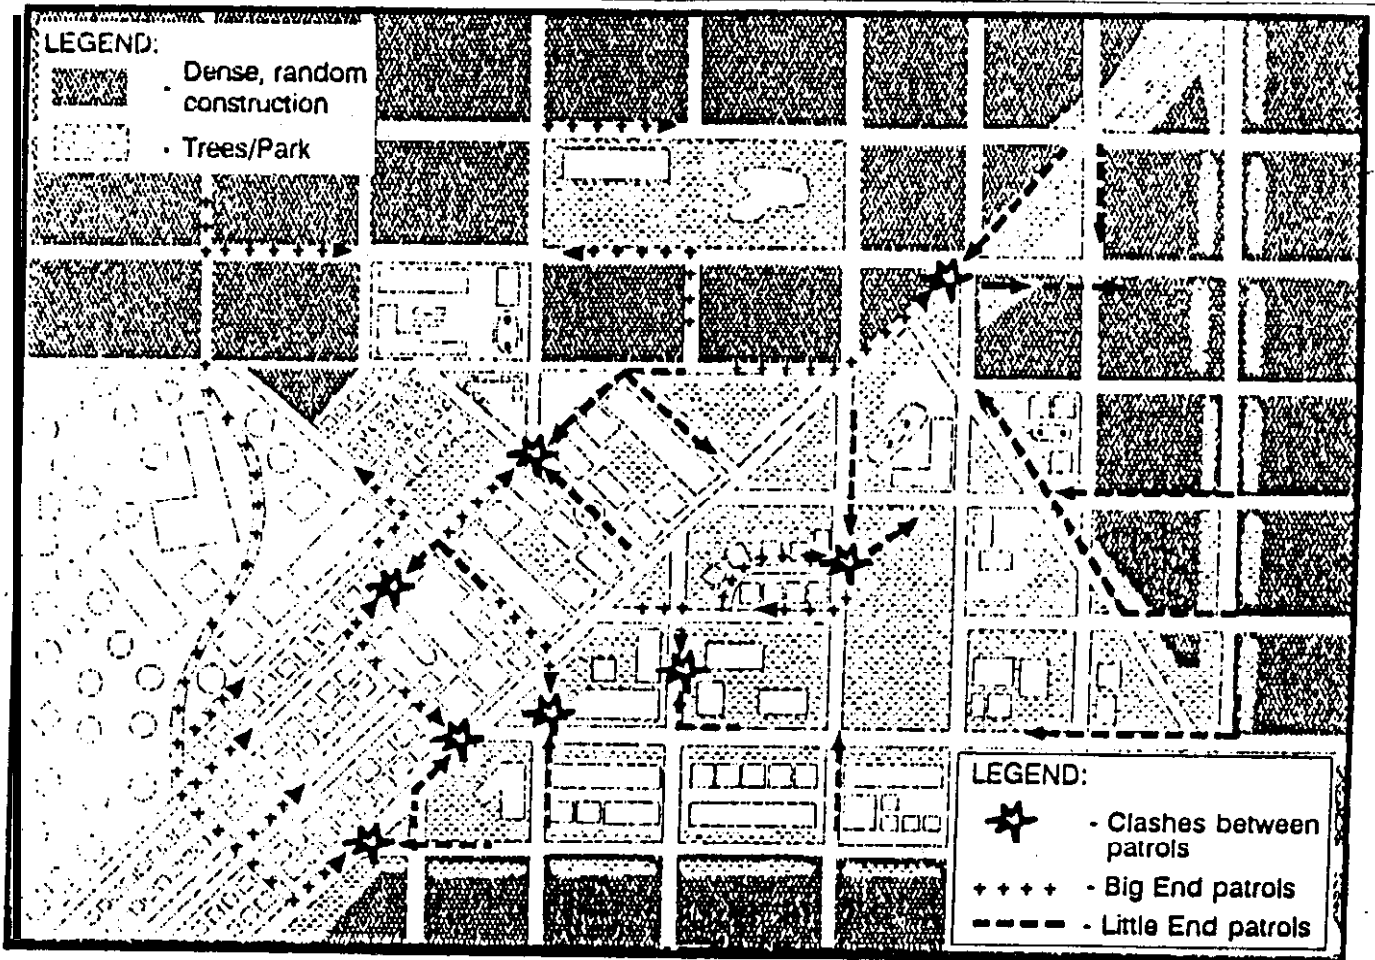 LEGEND:
- Dense, random
construction
- Trees/Park
LEGEND:
- Clashes between
patrols
++++ - Big End patrols
- Little End patrols